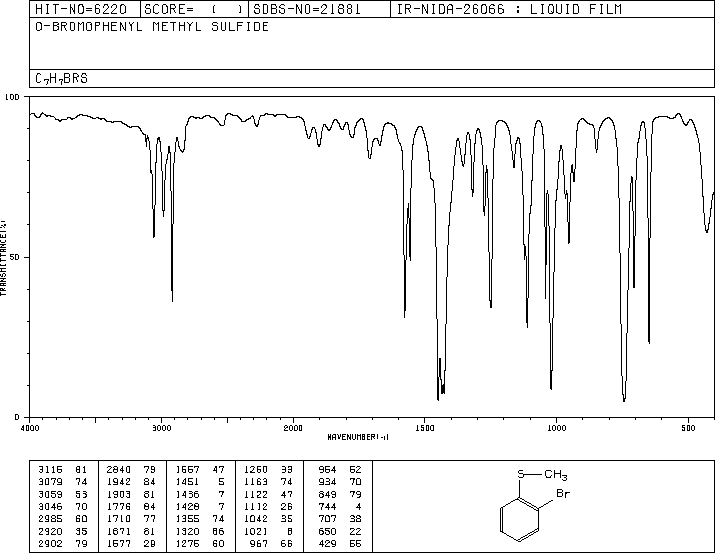 HIT-NO=6220 SCORE= ( ) SDBS-NO=21881 IR-NIDA-26066 : LIQUID FILM
O-BROMOPHENYL METHYL SULFIDE
C7H7BRS
100
50
0
TRANSMITTANCE(%)
4000 3000 2000 1500 1000 500
WAVENUMBER(-1)
3115 81 2840 79 1557 47 1250 33 954 52
3079 74 1942 84 1451 5 1163 74 934 70
3059 53 1903 81 1436 7 1122 47 849 79
3046 70 1776 84 1428 7 1112 26 744 4
2985 60 1710 77 1355 74 1042 35 707 38
2920 35 1671 81 1320 66 1021 8 650 22
2902 79 1577 29 1275 60 967 66 429 55
S CH3
Br